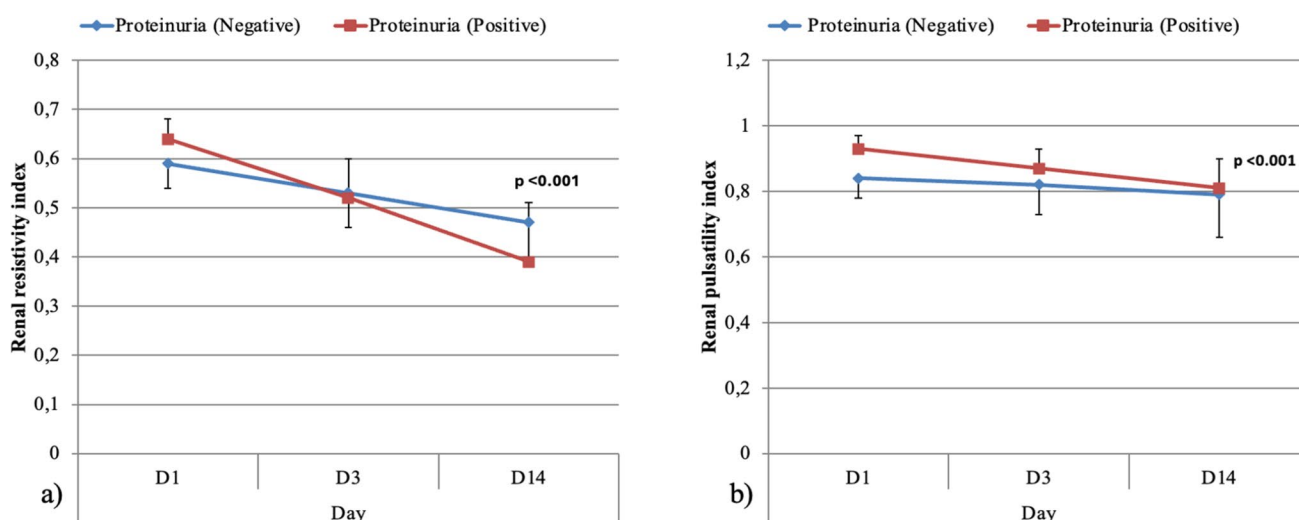 Proteinuria (Negative) Proteinuria (Positive)
0,8
0,7
0,6
0,5
0,4
0,3
0,2
0,1
0
Renal resistivity index
p <0.001
D1 D3 D14
Day
a)
Proteinuria (Negative) Proteinuria (Positive)
1,2
1
0,8
0,6
0,4
0,2
0
Renal pulsatility index
p <0.001
D1 D3 D14
Day
b)